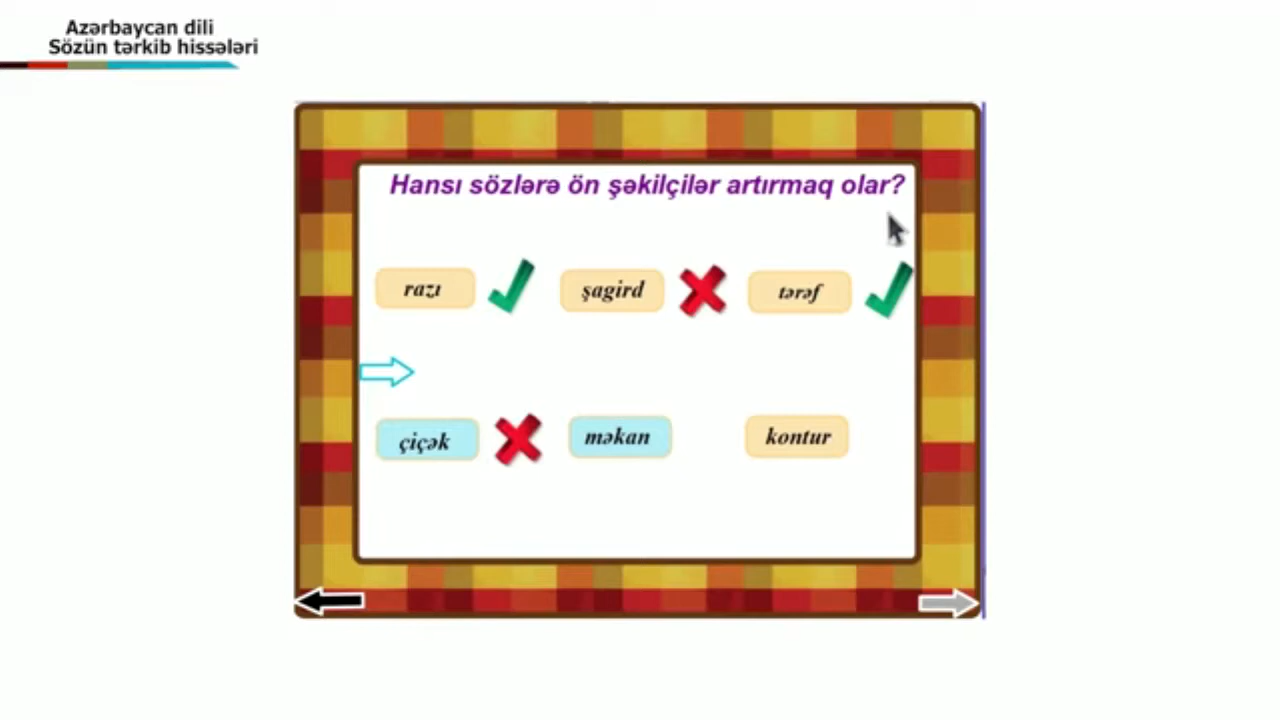 Azərbaycan dili
Sözün tərkib hissələri
Hansı sözlərə ön şəkilçilər artırmaq olar?
razı şagird tərəf
çiçək məkan kontur